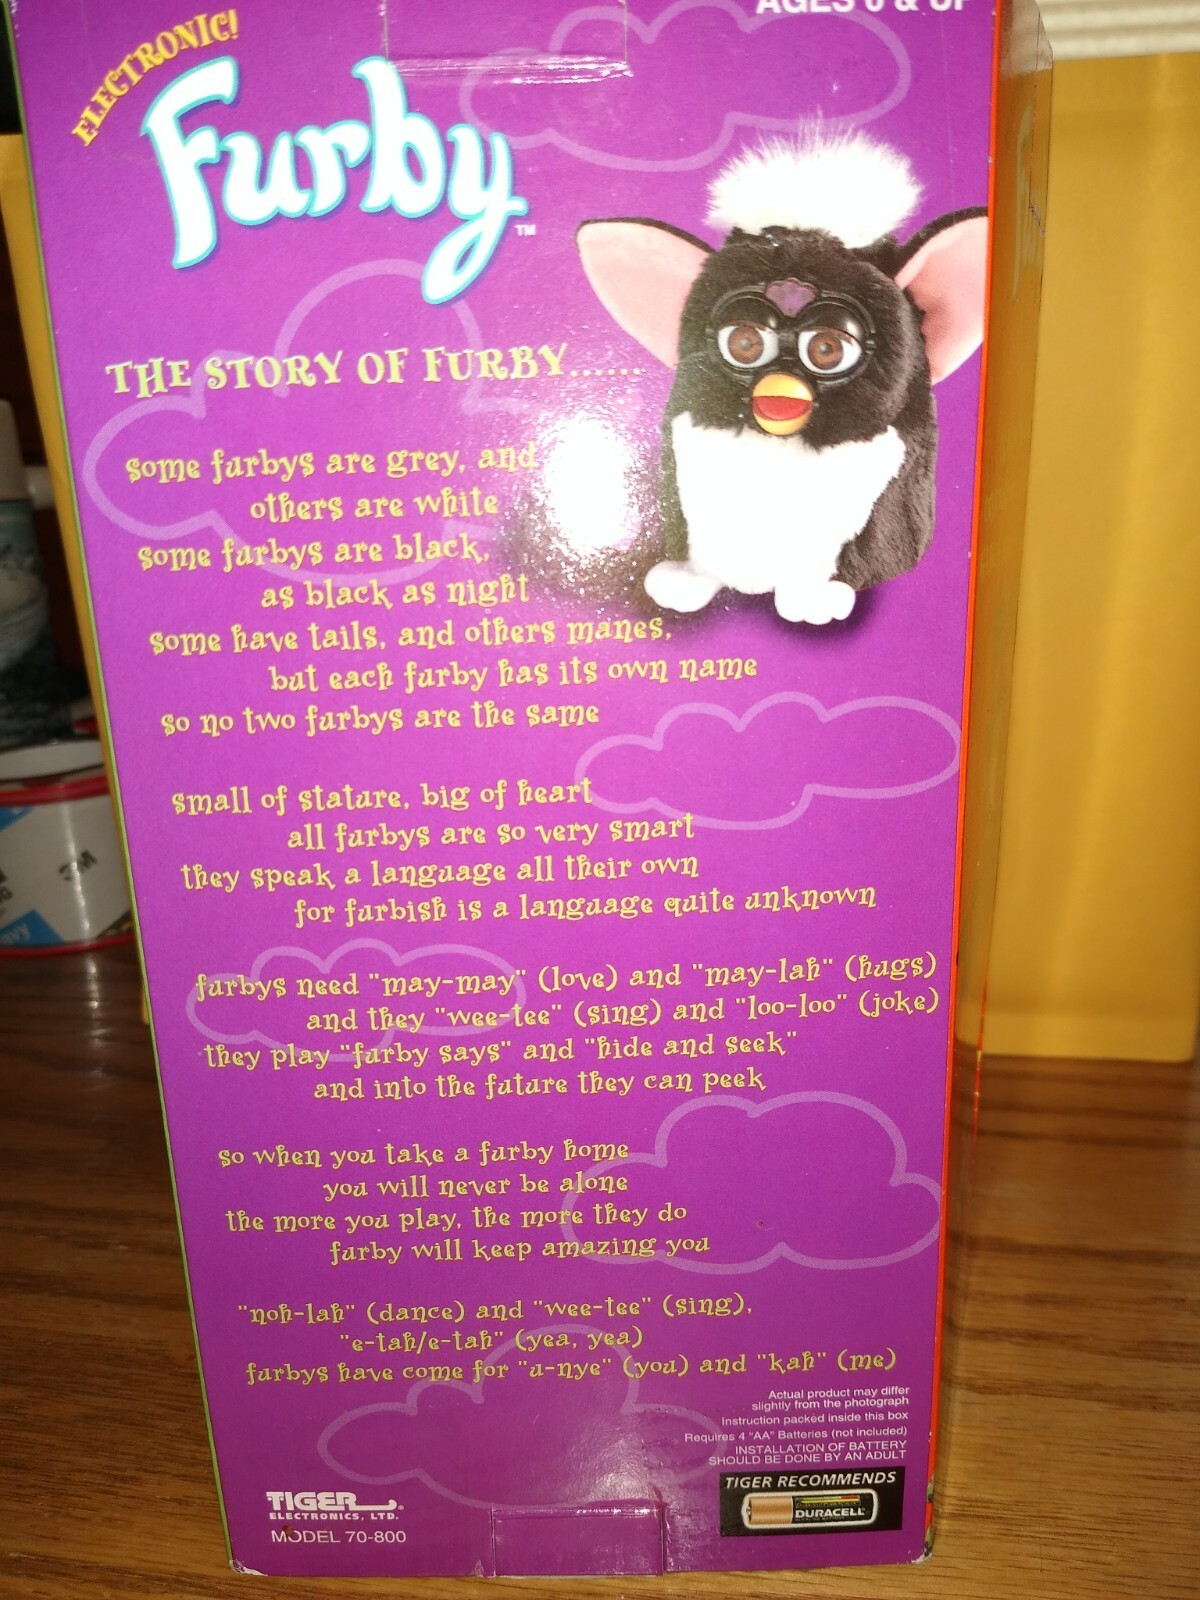 AGES 6 & UP
ELECTRONIC!
Furby™
THE STORY OF FURBY......
some furbys are grey, and
others are white
some furbys are black,
as black as night
some have tails, and others manes,
but each furby has its own name
so no two furbys are the same
small of stature, big of heart
all furbys are so very smart
they speak a language all their own
for furbish is a language quite unknown
furbys need "may-may" (love) and "may-lah" (hugs)
and they "wee-tee" (sing) and "loo-loo" (joke)
they play "furby says" and "hide and seek"
and into the future they can peek
so when you take a furby home
you will never be alone
the more you play, the more they do
furby will keep amazing you
"noh-lah" (dance) and "wee-tee" (sing),
"e-tah/e-tah" (yea, yea)
furbys have come for "u-nye" (you) and "kah" (me)
Actual product may differ
slightly from the photograph
Instruction packed inside this box
Requires 4 "AA" Batteries (not included)
INSTALLATION OF BATTERY
SHOULD BE DONE BY AN ADULT
TIGER RECOMMENDS
DURACELL®
TIGER®
ELECTRONICS, LTD.
MODEL 70-800
3M